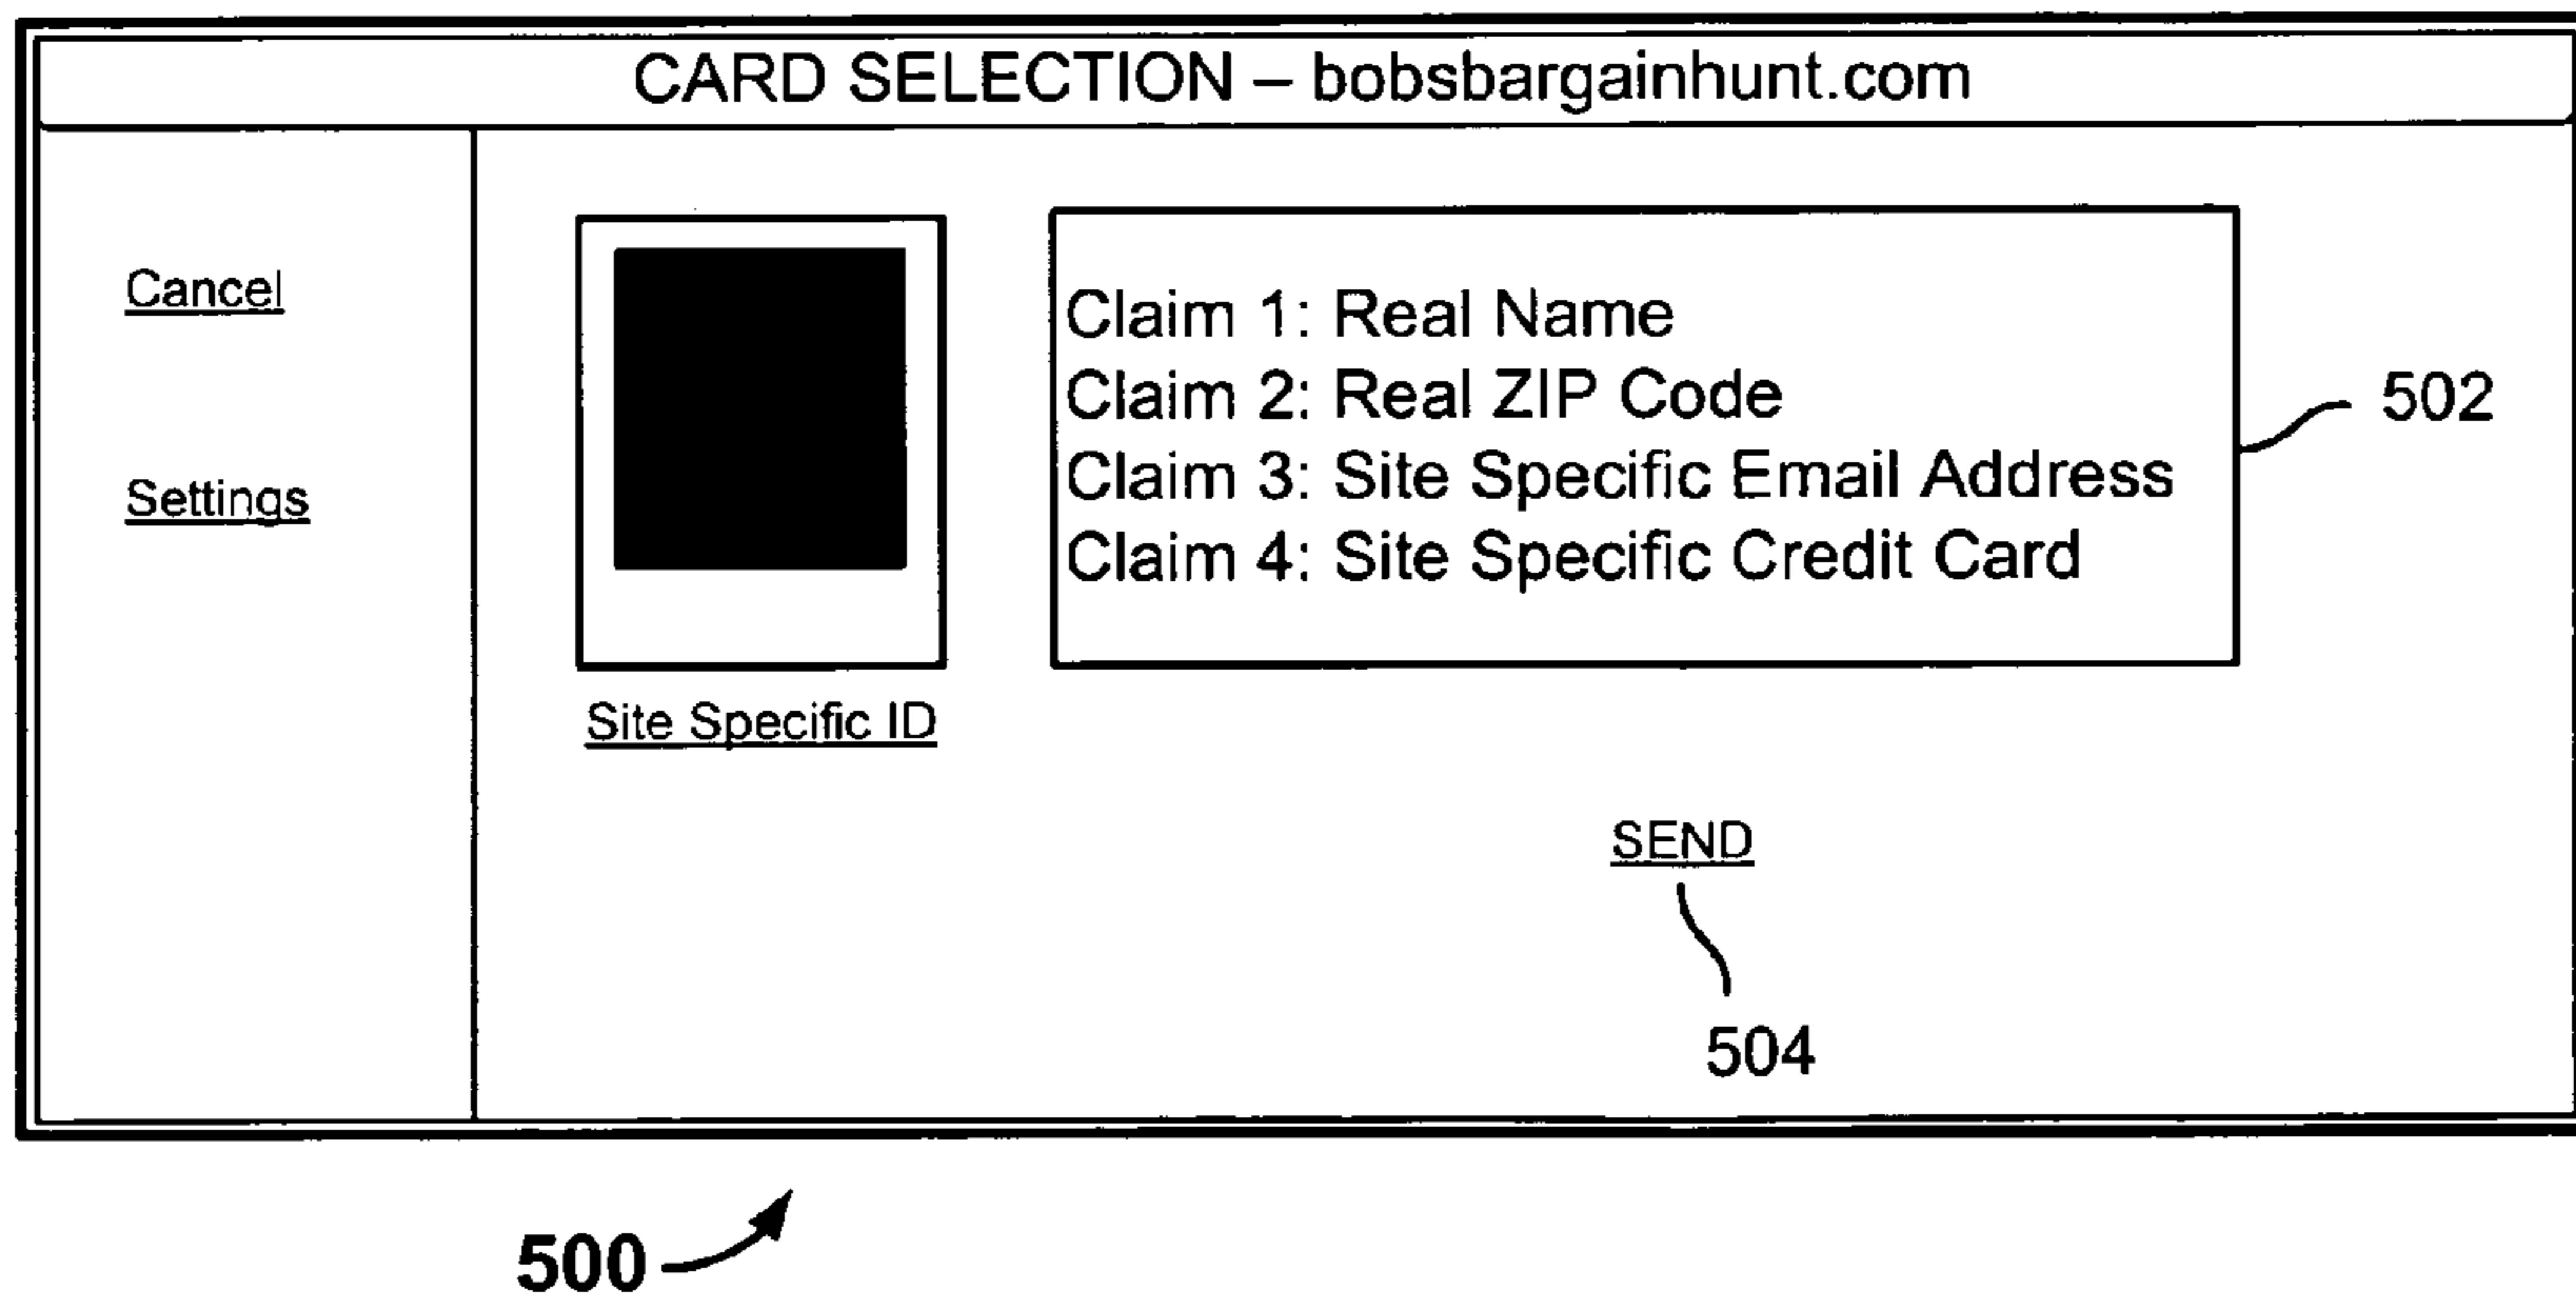 CARD SELECTION – bobsbargainhunt.com
Cancel
Settings
Site Specific ID
Claim 1: Real Name
Claim 2: Real ZIP Code
Claim 3: Site Specific Email Address
Claim 4: Site Specific Credit Card
502
SEND
504
500